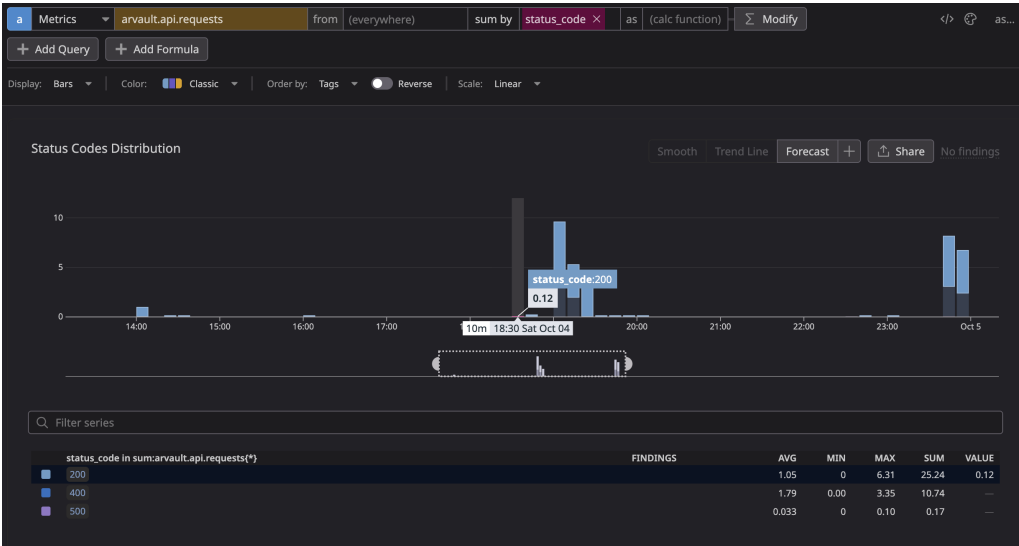 a Metrics arvault.api.requests from (everywhere) sum by status_code × as (calc function) Σ Modify </> as...
+ Add Query + Add Formula
Display: Bars Color: Classic Order by: Tags Reverse Scale: Linear
Status Codes Distribution
Smooth Trend Line Forecast + Share No findings
10
5
0
status_code:200
0.12
14:00 15:00 16:00 17:00 20:00 21:00 22:00 23:00 Oct 5
10m 18:30 Sat Oct 04
Filter series
status_code in sum:arvault.api.requests{*} FINDINGS AVG MIN MAX SUM VALUE
200 1.05 0 6.31 25.24 0.12
400 1.79 0.00 3.35 10.74 —
500 0.033 0 0.10 0.17 —